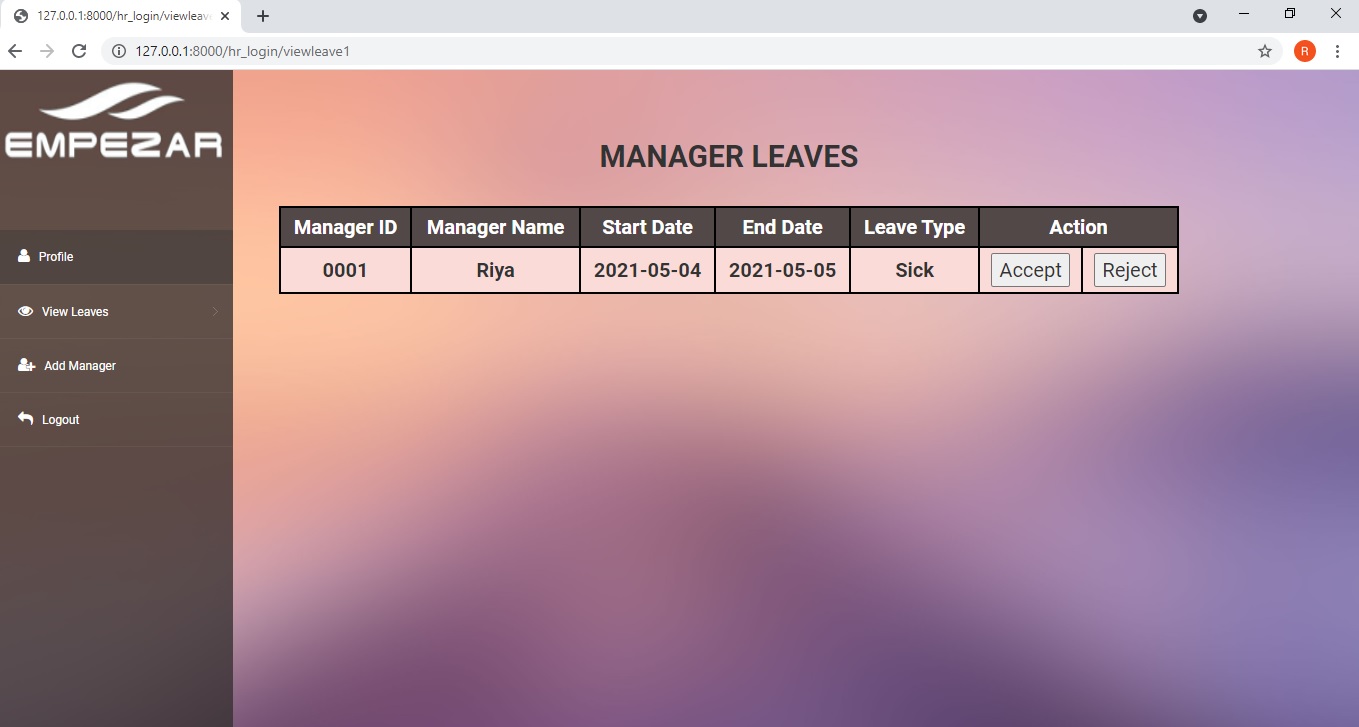 127.0.0.1:8000/hr_login/viewleav
127.0.0.1:8000/hr_login/viewleave1
R
EMPEZAR
Profile
View Leaves
Add Manager
Logout
MANAGER LEAVES
Manager ID Manager Name Start Date End Date Leave Type Action
0001 Riya 2021-05-04 2021-05-05 Sick Accept Reject